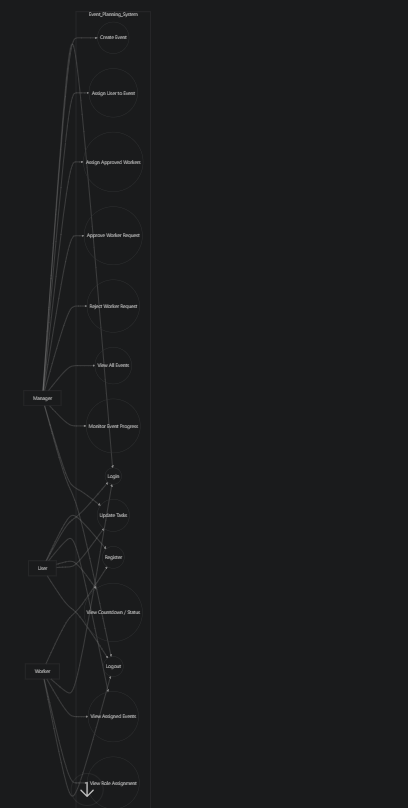 Event_Planning_System
Create Event
Assign User to Event
Assign Approved Workers
Approve Worker Request
Reject Worker Request
View All Events
Manager
Monitor Event Progress
Login
Update Tasks
Register
User
View Countdown / Status
Logout
Worker
View Assigned Events
View Role Assignment